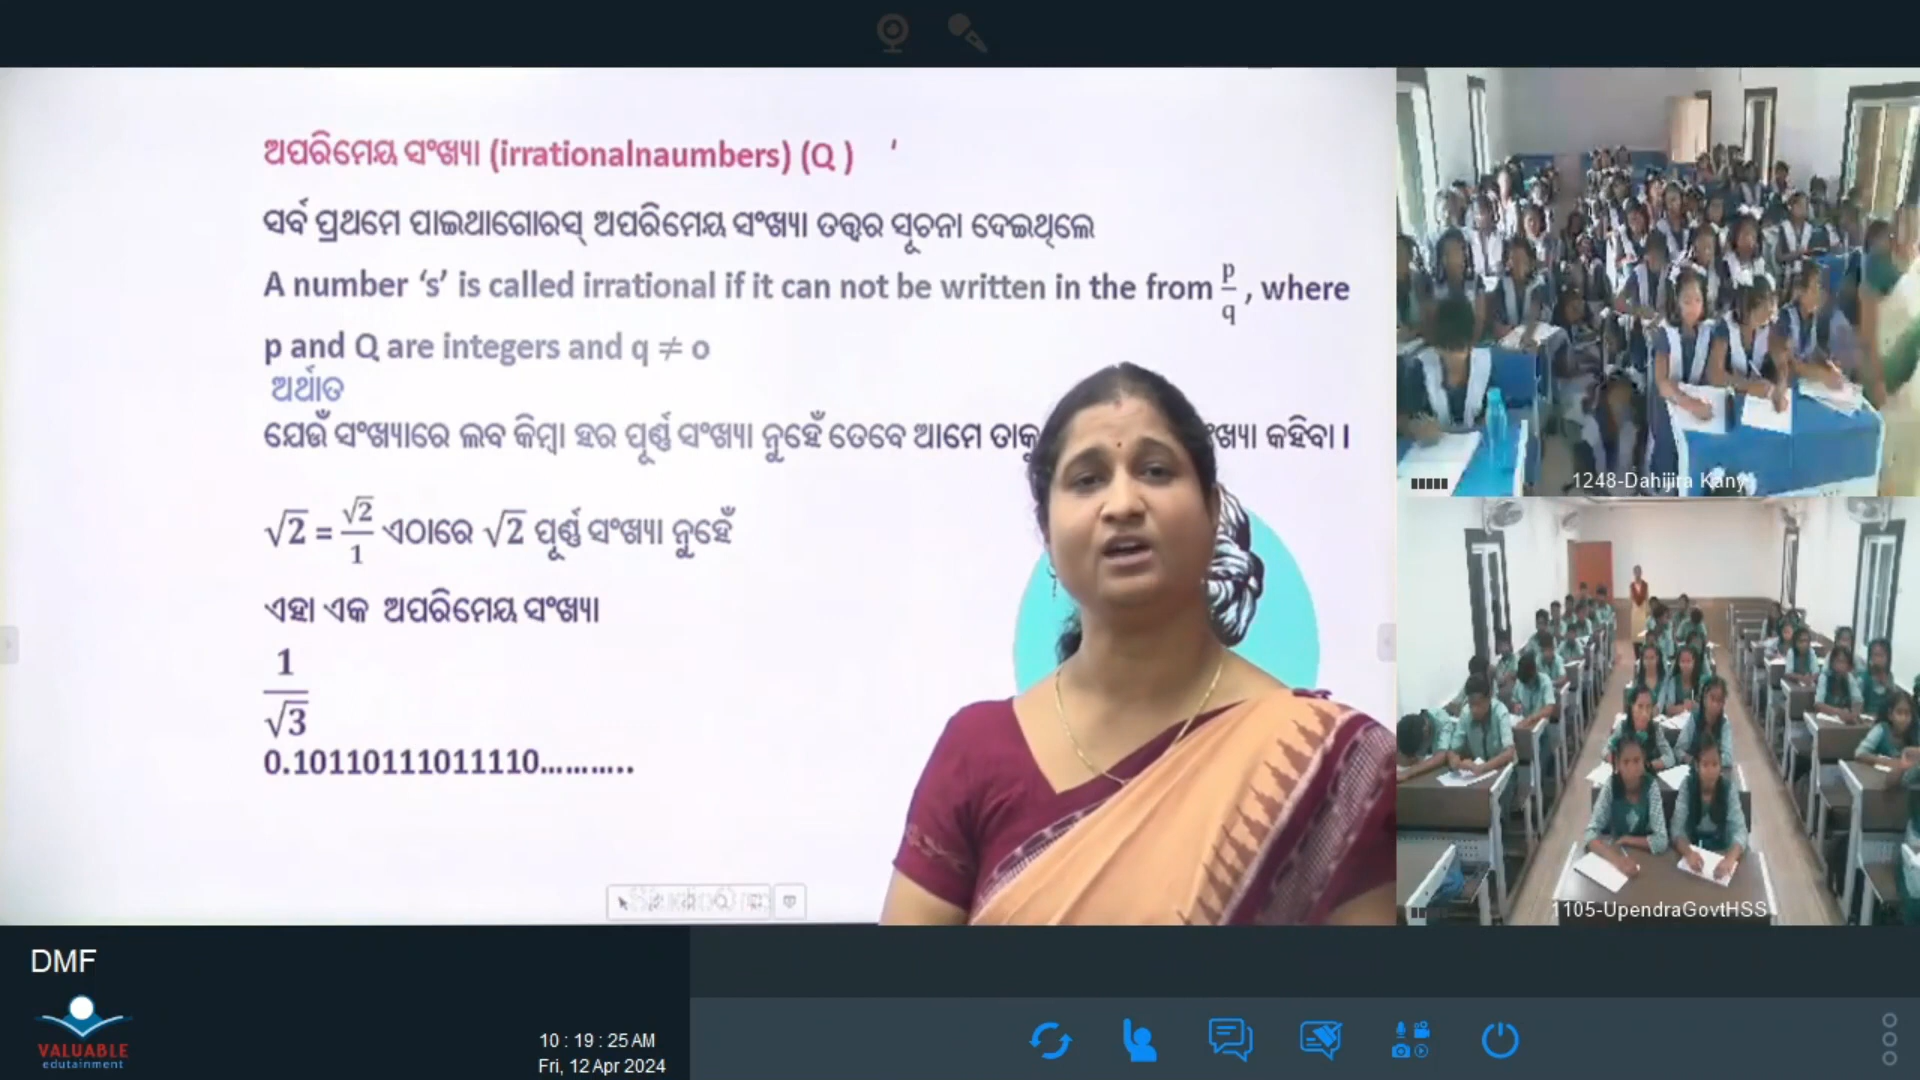 ଅପରିମେୟ ସଂଖ୍ୟା (irrationalnaumbers) (Q ) '
ସର୍ବ ପ୍ରଥମେ ପାଇଥାଗୋରସ୍ ଅପରିମେୟ ସଂଖ୍ୟା ତତ୍ତ୍ୱର ସୂଚନା ଦେଇଥିଲେ
A number ‘s’ is called irrational if it can not be written in the from p/q , where
p and Q are integers and q ≠ o
ଅର୍ଥାତ
ଯେଉଁ ସଂଖ୍ୟାରେ ଲବ କିମ୍ବା ହର ପୂର୍ଣ୍ଣ ସଂଖ୍ୟା ନୁହେଁ ତେବେ ଆମେ ତାକୁ କହିବା ।
√2 = √2/1 ଏଠାରେ √2 ପୂର୍ଣ୍ଣ ସଂଖ୍ୟା ନୁହେଁ
ଏହା ଏକ ଅପରିମେୟ ସଂଖ୍ୟା
1/√3
0.10110111011110...........
1248-Dahijira Kany
1105-UpendraGovtHSS
DMF
VALUABLE
edutainment
10 : 19 : 25 AM
Fri, 12 Apr 2024